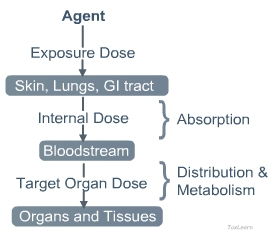 Agent
Exposure Dose
Skin, Lungs, GI tract
Internal Dose
Absorption
Bloodstream
Target Organ Dose
Distribution &
Metabolism
Organs and Tissues
ToxLearn